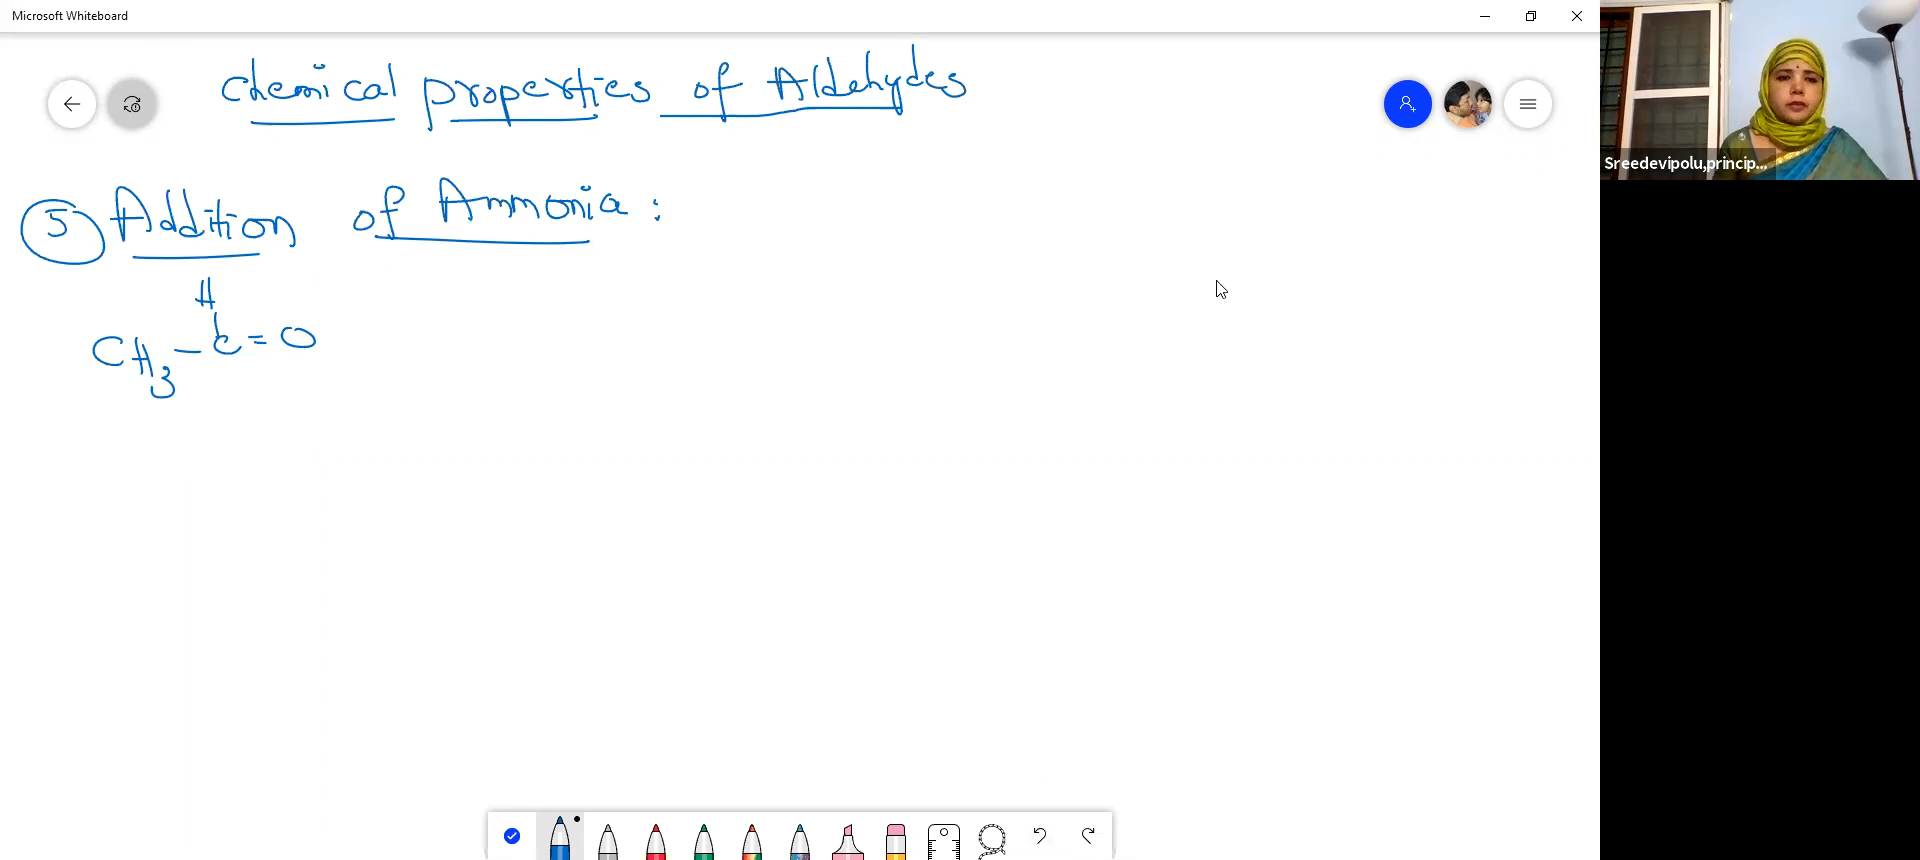 Microsoft Whiteboard
Chemical properties of Aldehydes
Sreedevipolu,princip...
5 Addition of Ammonia :
H
CH3 - C = O